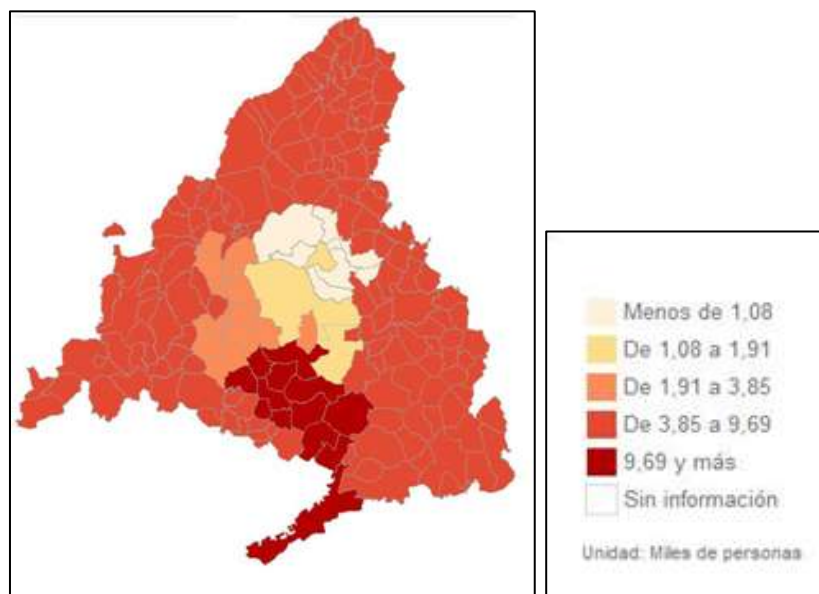 Menos de 1,08
De 1,08 a 1,91
De 1,91 a 3,85
De 3,85 a 9,69
9,69 y más
Sin información
Unidad: Miles de personas